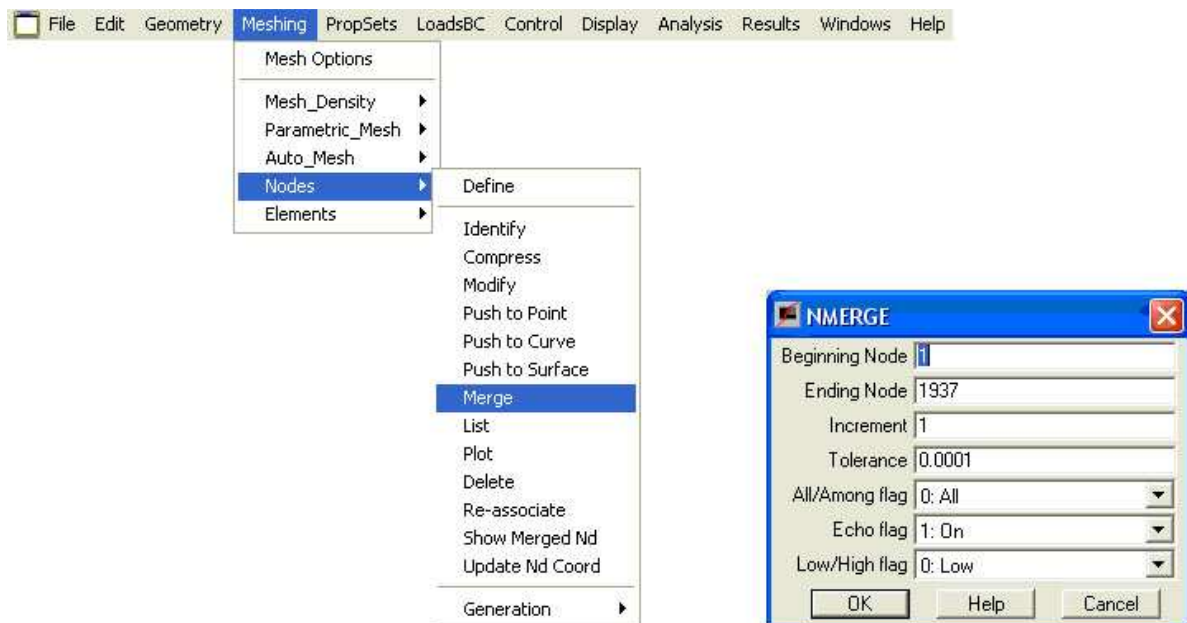 File Edit Geometry Meshing PropSets LoadsBC Control Display Analysis Results Windows Help
Mesh Options
Mesh_Density
Parametric_Mesh
Auto_Mesh
Nodes
Elements
Define
Identify
Compress
Modify
Push to Point
Push to Curve
Push to Surface
Merge
List
Plot
Delete
Re-associate
Show Merged Nd
Update Nd Coord
Generation
NMERGE
Beginning Node 1
Ending Node 1937
Increment 1
Tolerance 0.0001
All/Among flag 0: All
Echo flag 1: On
Low/High flag 0: Low
OK Help Cancel